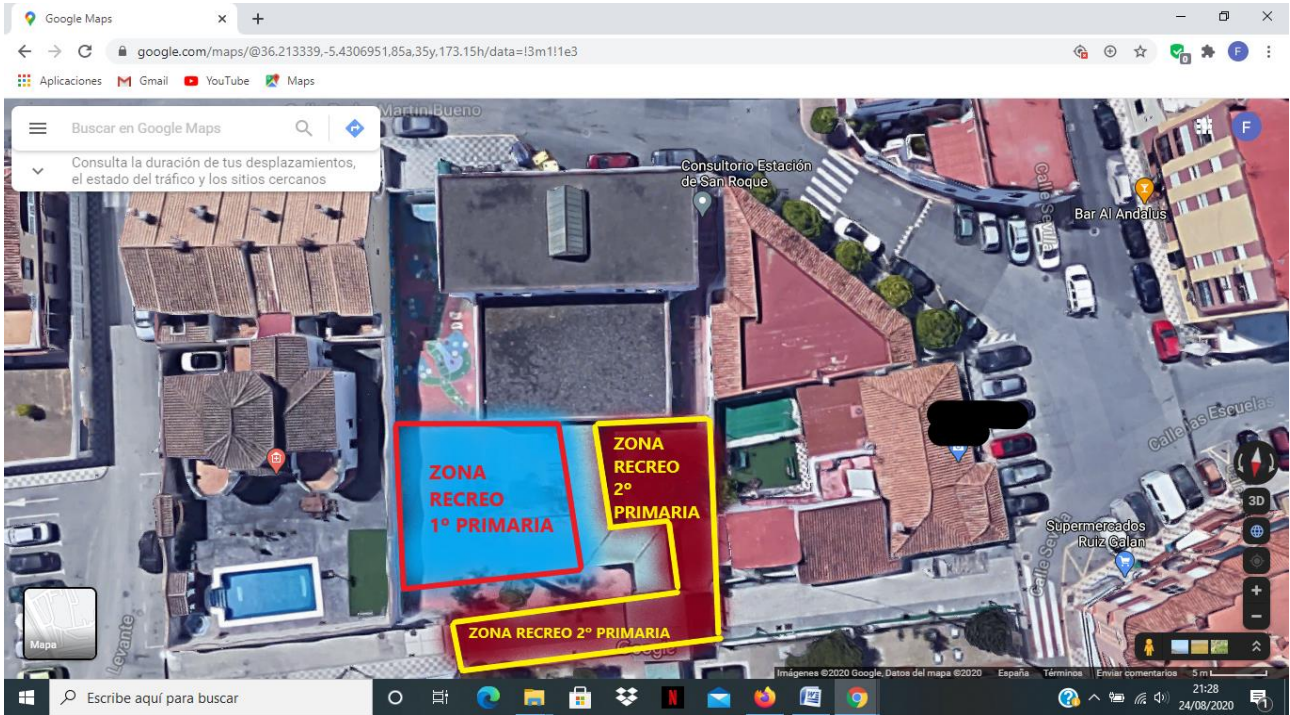 Google Maps
google.com/maps/@36.213339,-5.4306951,85a,35y,173.15h/data=!3m1!1e3
Aplicaciones Gmail YouTube Maps
Martín Bueno
Buscar en Google Maps
F
Consulta la duración de tus desplazamientos,
el estado del tráfico y los sitios cercanos
Consultorio Estación
de San Roque
Calle Sevilla
Bar Al Andalus
Calle las Escuelas
ZONA
RECREO
1º PRIMARIA
ZONA
RECREO
2º
PRIMARIA
3D
Supermercados
Ruiz Galan
Calle Sevilla
Levante
Mapa
ZONA RECREO 2º PRIMARIA
Google
Imágenes ©2020 Google, Datos del mapa ©2020 España Términos Enviar comentarios 5 m
Escribe aquí para buscar
21:28
24/08/2020